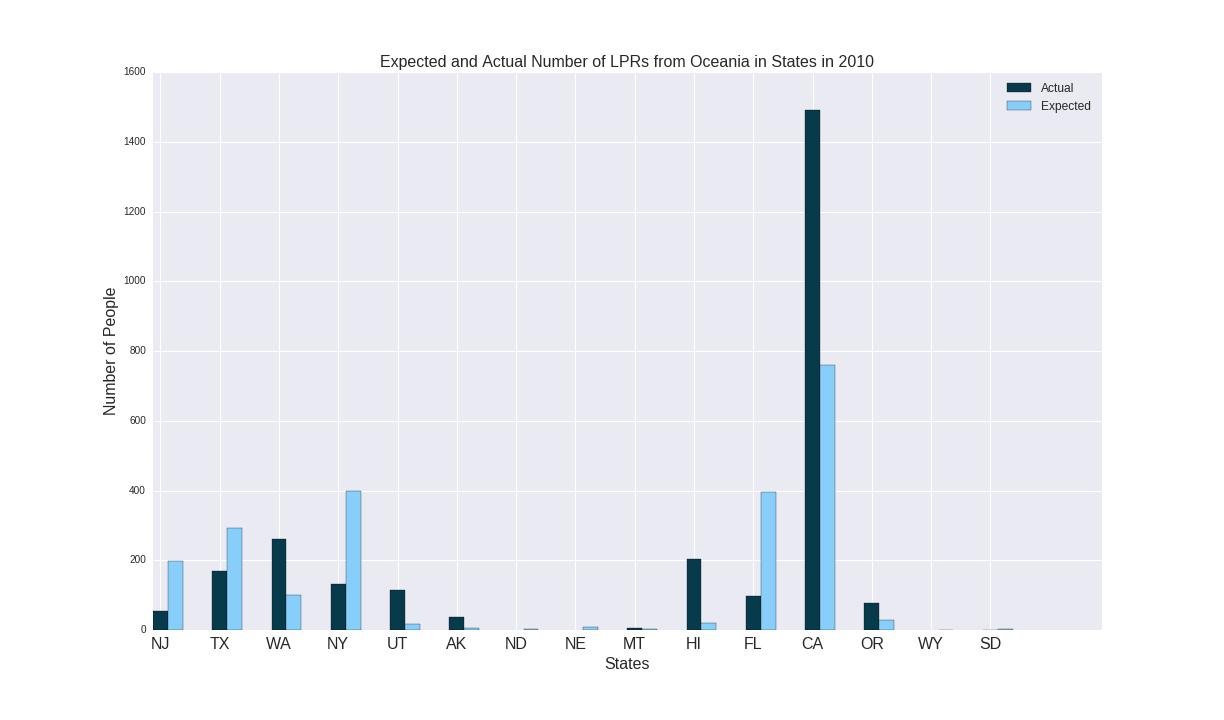 Expected and Actual Number of LPRs from Oceania in States in 2010
1600
1400
1200
1000
800
600
400
200
0
Number of People
Actual
Expected
NJ TX WA NY UT AK ND NE MT HI FL CA OR WY SD
States